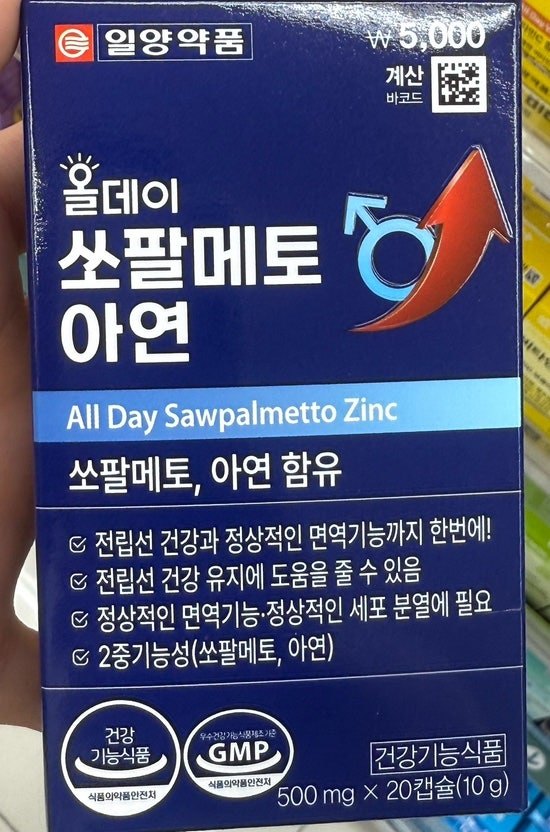 일양약품
₩ 5,000
계산
바코드
올데이
쏘팔메토
아연
All Day Sawpalmetto Zinc
쏘팔메토, 아연 함유
전립선 건강과 정상적인 면역기능까지 한번에!
전립선 건강 유지에 도움을 줄 수 있음
정상적인 면역기능·정상적인 세포 분열에 필요
2중기능성(쏘팔메토, 아연)
건강
기능식품
식품의약품안전처
우수건강기능식품제조기준
GMP
식품의약품안전처
건강기능식품
500 mg × 20캡슐(10 g)